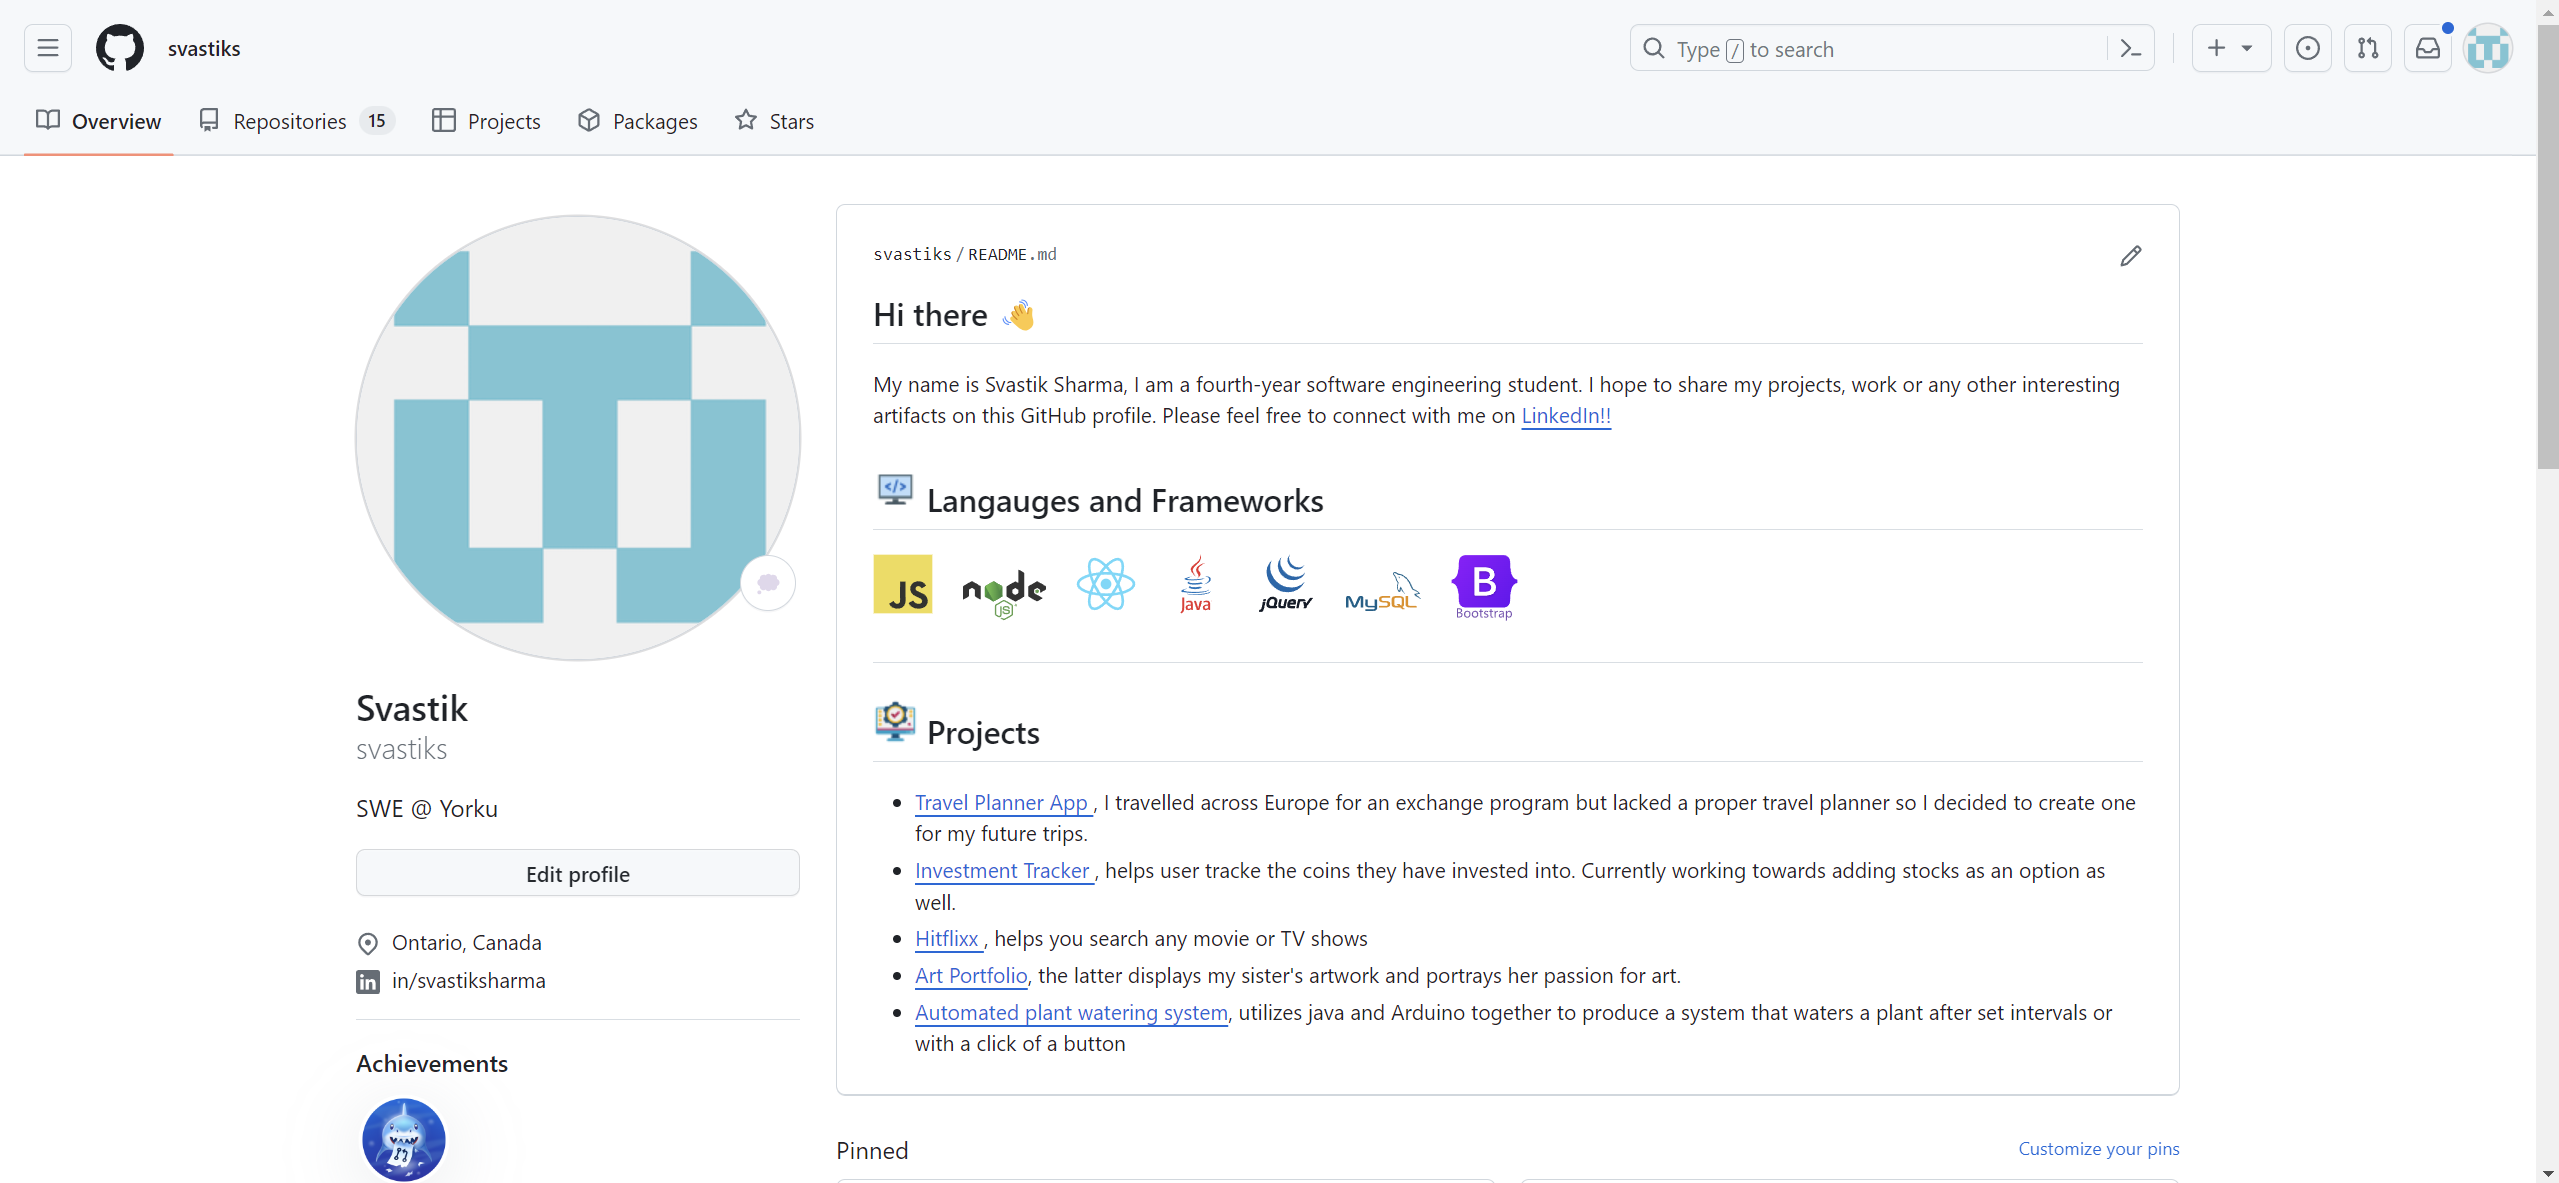 svastiks
Type / to search
Overview
Repositories 15
Projects
Packages
Stars
svastiks/README.md
Hi there 👋
My name is Svastik Sharma, I am a fourth-year software engineering student. I hope to share my projects, work or any other interesting
artifacts on this GitHub profile. Please feel free to connect with me on LinkedIn!!
</> Langauges and Frameworks
JS
node
JS
Java
jQuery
MySQL
B
Bootstrap
Projects
Travel Planner App , I travelled across Europe for an exchange program but lacked a proper travel planner so I decided to create one
for my future trips.
Investment Tracker , helps user tracke the coins they have invested into. Currently working towards adding stocks as an option as
well.
Hitflixx , helps you search any movie or TV shows
Art Portfolio, the latter displays my sister's artwork and portrays her passion for art.
Automated plant watering system, utilizes java and Arduino together to produce a system that waters a plant after set intervals or
with a click of a button
Svastik
svastiks
SWE @ Yorku
Edit profile
Ontario, Canada
in in/svastiksharma
Achievements
Pinned
Customize your pins